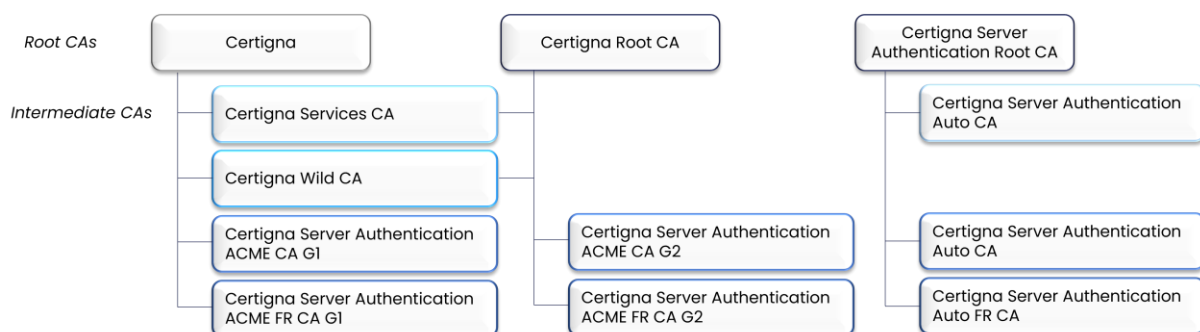 Root CAs
Certigna
Certigna Root CA
Certigna Server
Authentication Root CA
Intermediate CAs
Certigna Services CA
Certigna Server Authentication
Auto CA
Certigna Wild CA
Certigna Server Authentication
ACME CA G1
Certigna Server Authentication
ACME CA G2
Certigna Server Authentication
Auto CA
Certigna Server Authentication
ACME FR CA G1
Certigna Server Authentication
ACME FR CA G2
Certigna Server Authentication
Auto FR CA